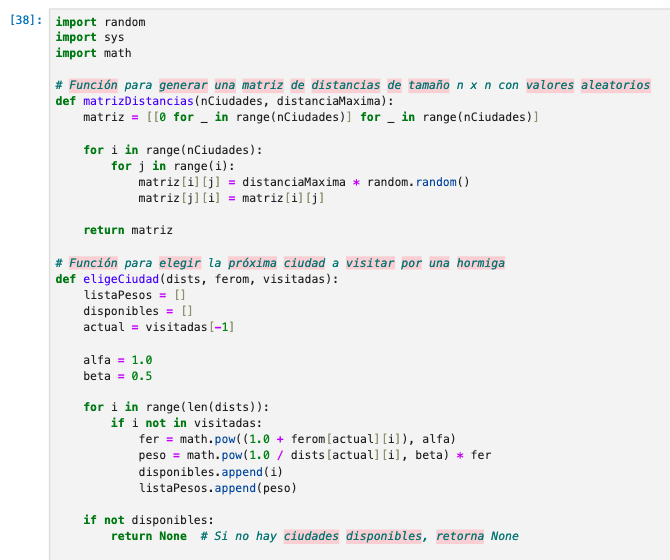 [38]:
import random
import sys
import math
# Función para generar una matriz de distancias de tamaño n x n con valores aleatorios
def matrizDistancias(nCiudades, distanciaMaxima):
    matriz = [[0 for _ in range(nCiudades)] for _ in range(nCiudades)]
    for i in range(nCiudades):
        for j in range(i):
            matriz[i][j] = distanciaMaxima * random.random()
            matriz[j][i] = matriz[i][j]
    return matriz
# Función para elegir la próxima ciudad a visitar por una hormiga
def eligeCiudad(dists, ferom, visitadas):
    listaPesos = []
    disponibles = []
    actual = visitadas[-1]
    alfa = 1.0
    beta = 0.5
    for i in range(len(dists)):
        if i not in visitadas:
            fer = math.pow((1.0 + ferom[actual][i]), alfa)
            peso = math.pow(1.0 / dists[actual][i], beta) * fer
            disponibles.append(i)
            listaPesos.append(peso)
    if not disponibles:
        return None  # Si no hay ciudades disponibles, retorna None